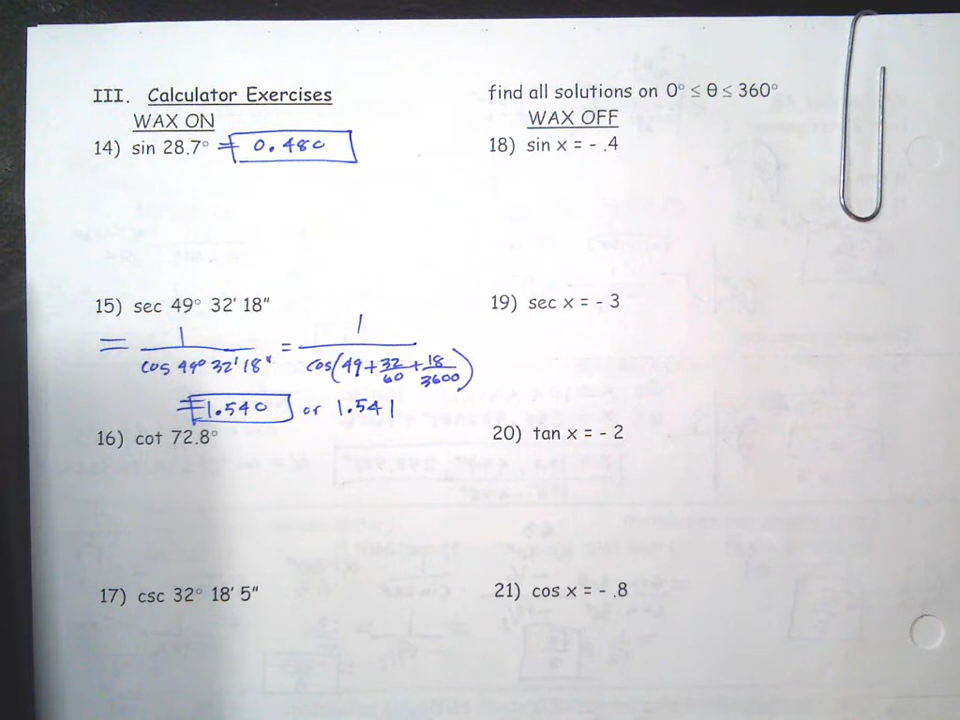 III. Calculator Exercises
WAX ON
14) sin 28.7° = 0.480
15) sec 49° 32' 18"
= 1 / cos 49° 32' 18" = 1 / cos(49 + 32/60 + 18/3600)
= 1.540 or 1.541
16) cot 72.8°
17) csc 32° 18' 5"
find all solutions on 0° ≤ θ ≤ 360°
WAX OFF
18) sin x = - .4
19) sec x = - 3
20) tan x = - 2
21) cos x = - .8